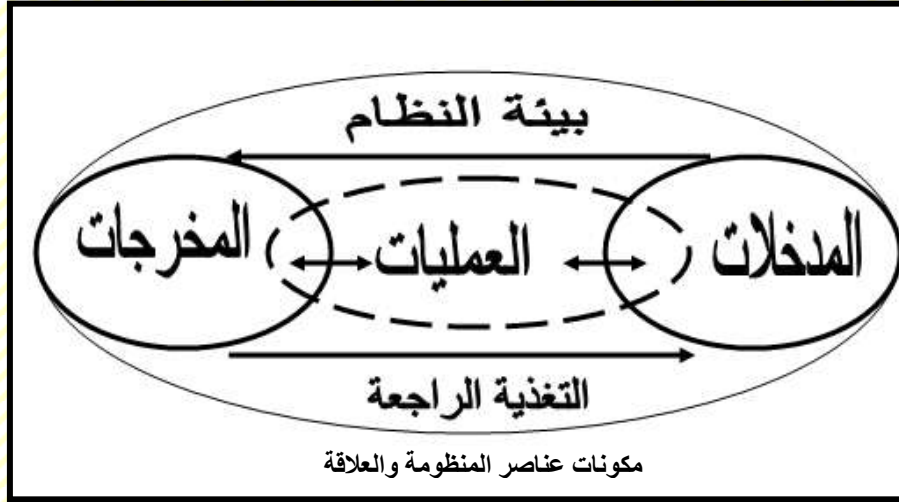 بيئة النظام
المدخلات
العمليات
المخرجات
التغذية الراجعة
مكونات عناصر المنظومة والعلاقة